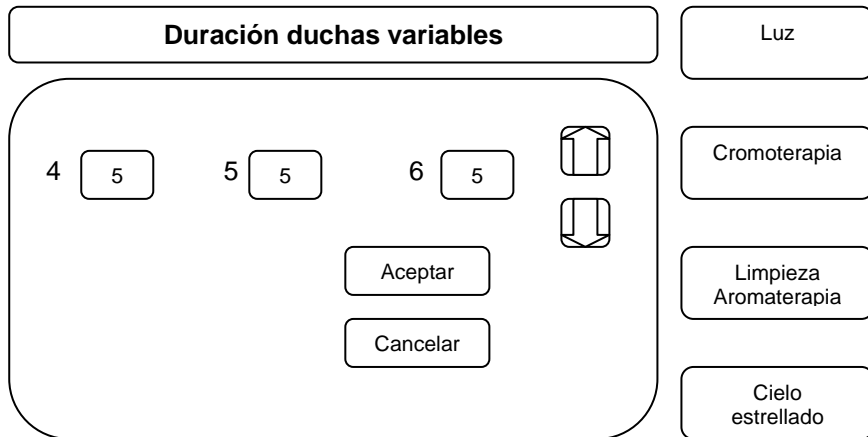 Duración duchas variables
Luz
4 5 5 5 6 5
Cromoterapia
Aceptar
Limpieza
Aromaterapia
Cancelar
Cielo
estrellado